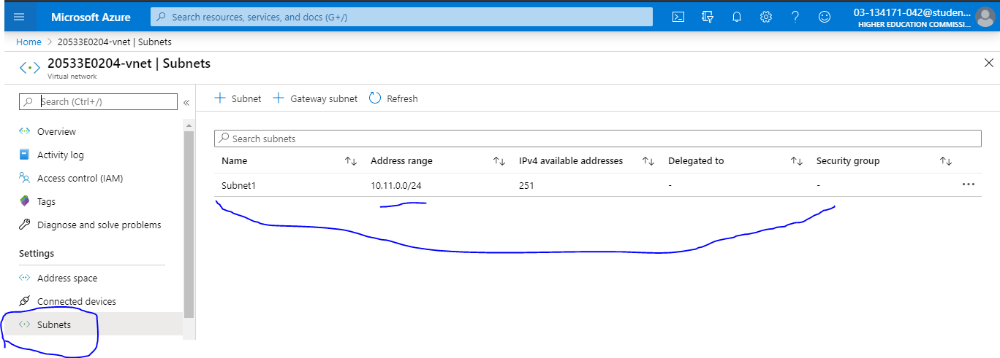 Microsoft Azure
Search resources, services, and docs (G+/)
03-134171-042@studen...
HIGHER EDUCATION COMMISSI...
Home > 20533E0204-vnet | Subnets
20533E0204-vnet | Subnets
Virtual network
Search (Ctrl+/)
«
Overview
Activity log
Access control (IAM)
Tags
Diagnose and solve problems
Settings
Address space
Connected devices
Subnets
+ Subnet + Gateway subnet Refresh
Search subnets
Name Address range IPv4 available addresses Delegated to Security group
Subnet1 10.11.0.0/24 251 - - ...